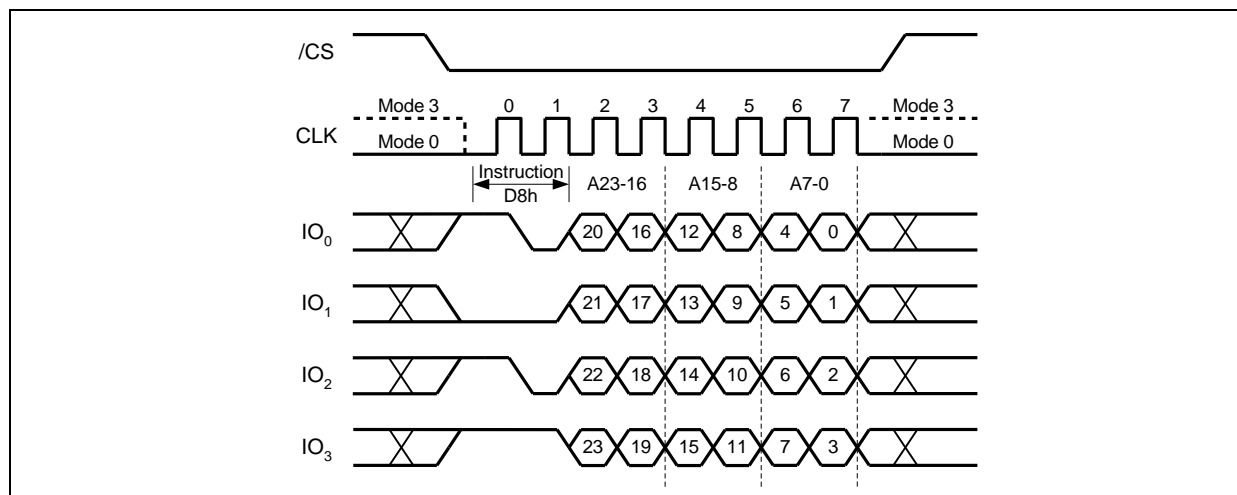 /CS
Mode 3 0 1 2 3 4 5 6 7 Mode 3
CLK
Mode 0 Mode 0
Instruction A23-16 A15-8 A7-0
D8h
IO0 20 16 12 8 4 0
IO1 21 17 13 9 5 1
IO2 22 18 14 10 6 2
IO3 23 19 15 11 7 3